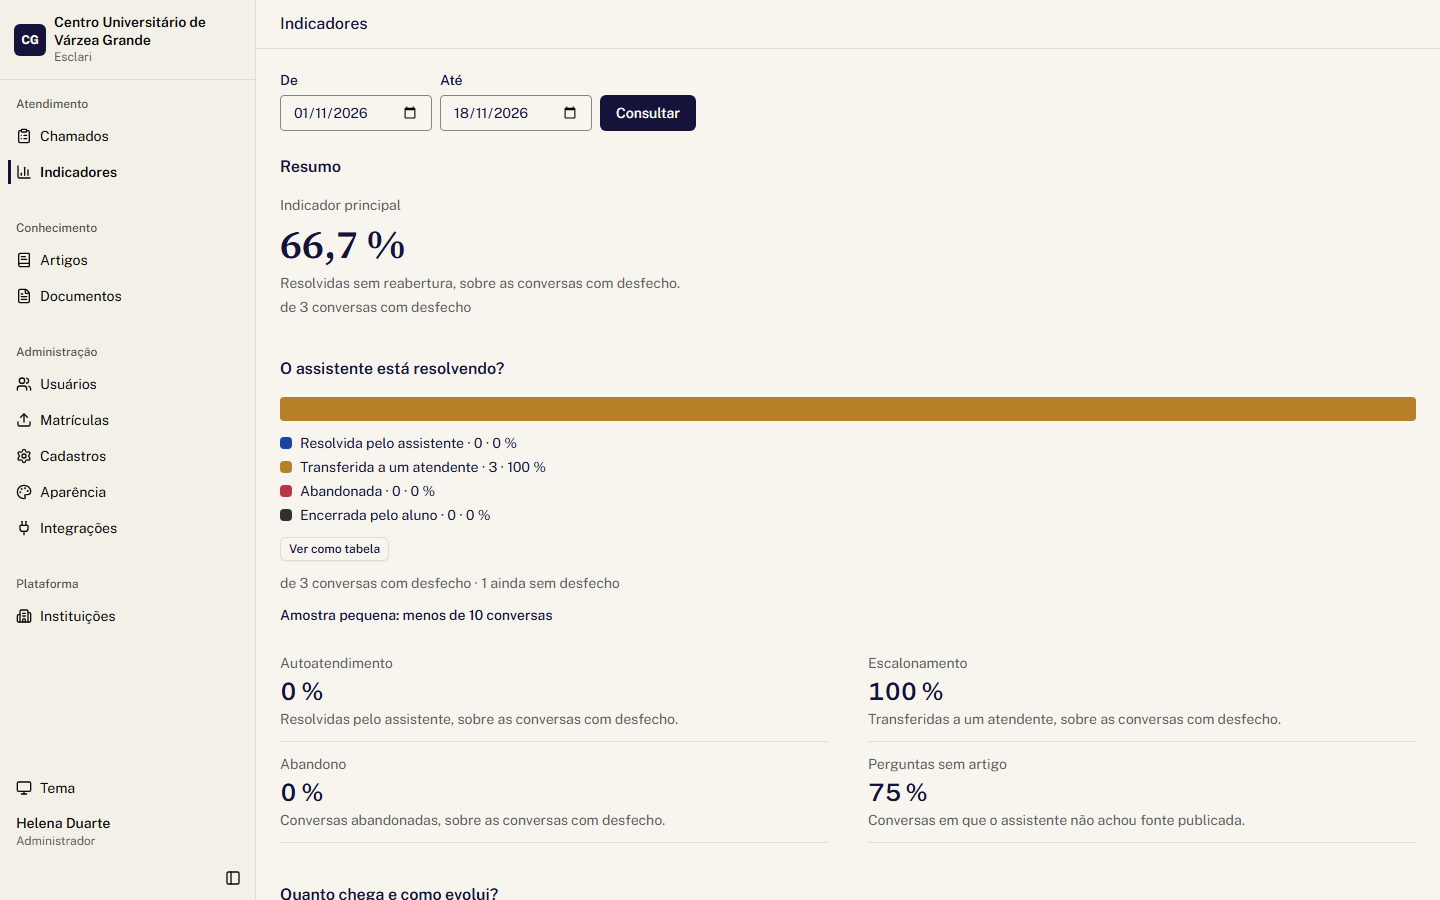 CG
Centro Universitário de
Várzea Grande
Esclari
Atendimento
Chamados
Indicadores
Conhecimento
Artigos
Documentos
Administração
Usuários
Matrículas
Cadastros
Aparência
Integrações
Plataforma
Instituições
Tema
Helena Duarte
Administrador
Indicadores
De
Até
01/11/2026
18/11/2026
Consultar
Resumo
Indicador principal
66,7 %
Resolvidas sem reabertura, sobre as conversas com desfecho.
de 3 conversas com desfecho
O assistente está resolvendo?
Resolvida pelo assistente · 0 · 0 %
Transferida a um atendente · 3 · 100 %
Abandonada · 0 · 0 %
Encerrada pelo aluno · 0 · 0 %
Ver como tabela
de 3 conversas com desfecho · 1 ainda sem desfecho
Amostra pequena: menos de 10 conversas
Autoatendimento
0 %
Resolvidas pelo assistente, sobre as conversas com desfecho.
Escalonamento
100 %
Transferidas a um atendente, sobre as conversas com desfecho.
Abandono
0 %
Conversas abandonadas, sobre as conversas com desfecho.
Perguntas sem artigo
75 %
Conversas em que o assistente não achou fonte publicada.
Quanto chega e como evolui?